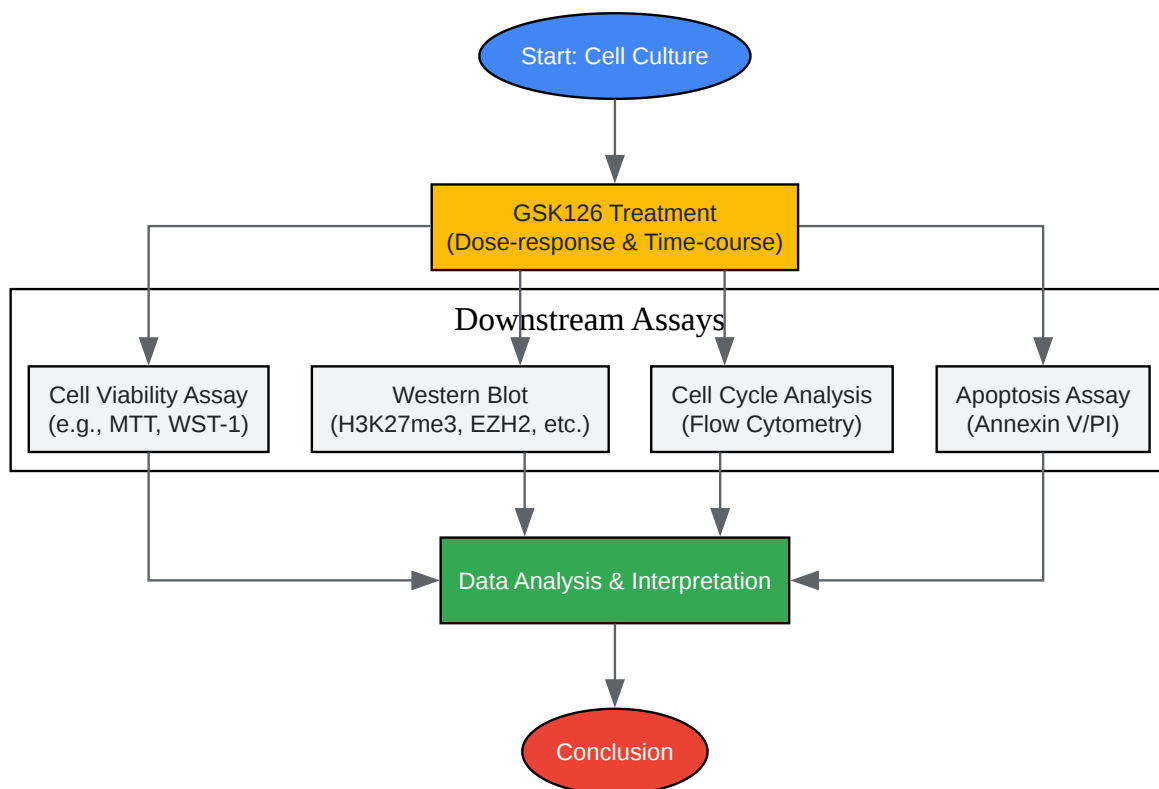 Start: Cell Culture
GSK126 Treatment
(Dose-response & Time-course)
Downstream Assays
Cell Viability Assay
(e.g., MTT, WST-1)
Western Blot
(H3K27me3, EZH2, etc.)
Cell Cycle Analysis
(Flow Cytometry)
Apoptosis Assay
(Annexin V/PI)
Data Analysis & Interpretation
Conclusion